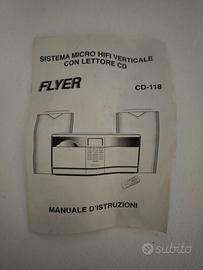 SISTEMA MICRO HIFI VERTICALE
CON LETTORE CD
FLYER
CD-118
MANUALE D'ISTRUZIONI
subito